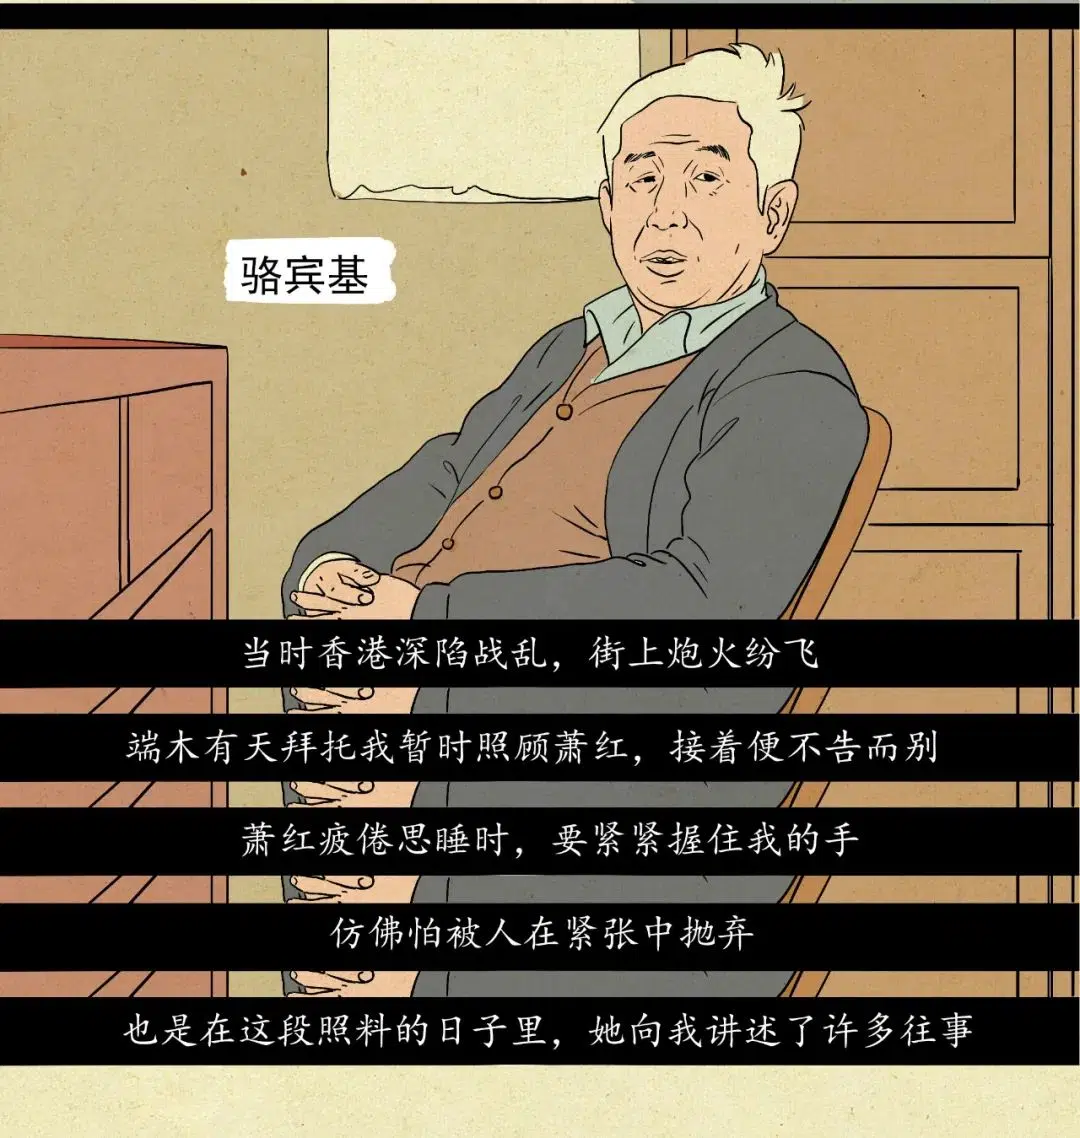 骆宾基
当时香港深陷战乱，街上炮火纷飞
端木有天拜托我暂时照顾萧红，接着便不告而别
萧红疲倦思睡时，要紧紧握住我的手
仿佛怕被人在紧张中抛弃
也是在这段照料的日子里，她向我讲述了许多往事